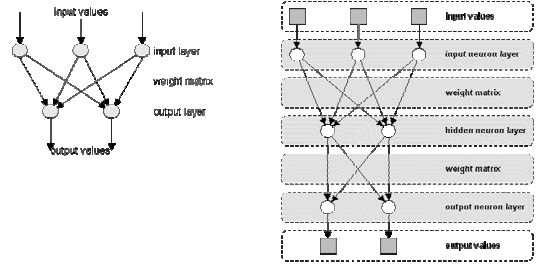 input values
input layer
weight matrix
output layer
output values
input values
input neuron layer
weight matrix
hidden neuron layer
weight matrix
output neuron layer
output values